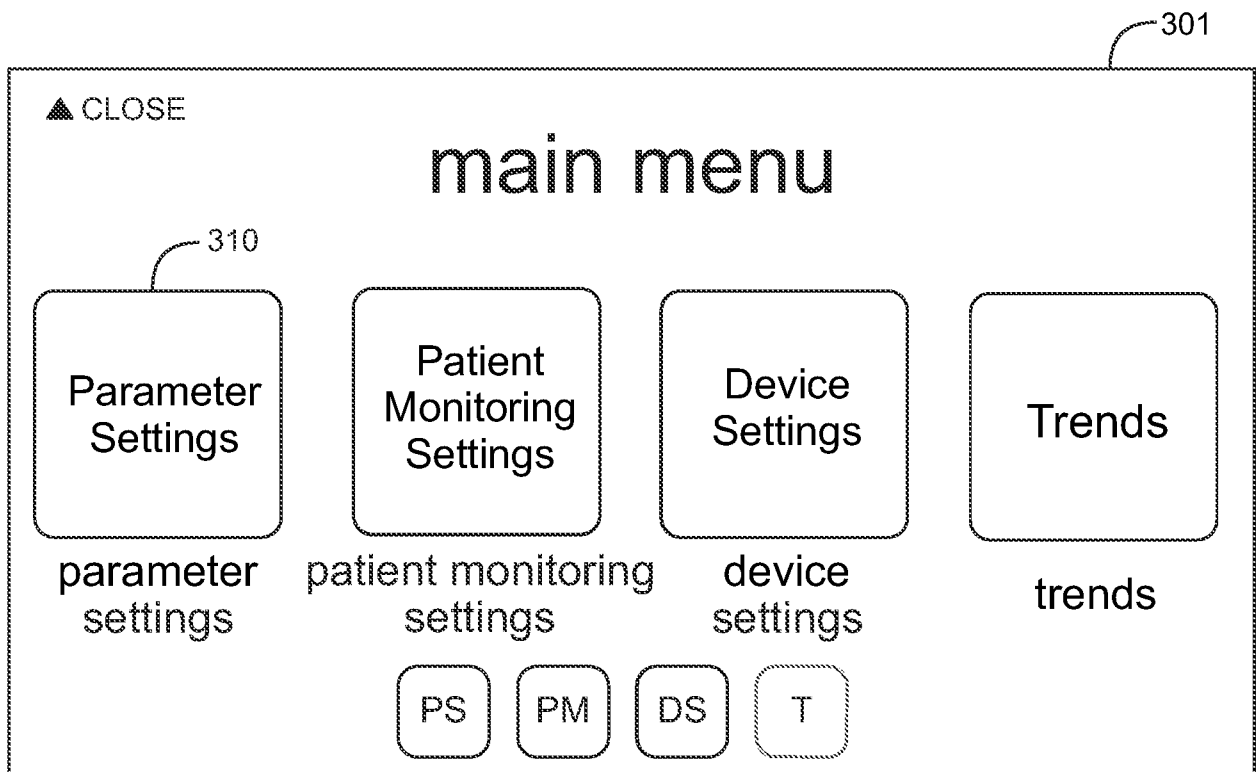 301
▲ CLOSE
main menu
310
Parameter
Settings
Patient
Monitoring
Settings
Device
Settings
Trends
parameter
settings
patient monitoring
settings
device
settings
trends
PS PM DS T